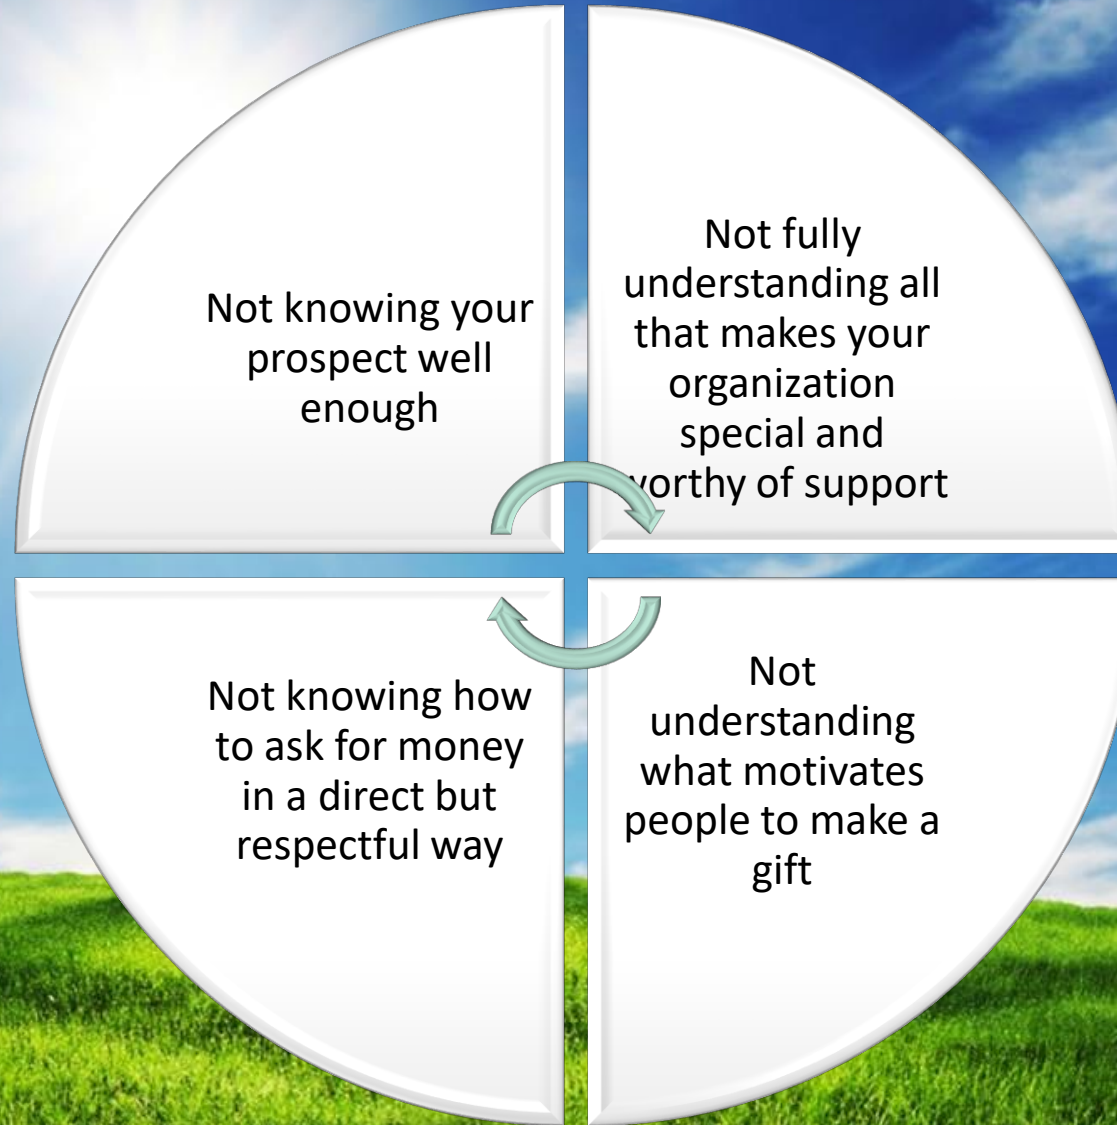 Not knowing your
prospect well
enough
Not fully
understanding all
that makes your
organization
special and
worthy of support
Not knowing how
to ask for money
in a direct but
respectful way
Not
understanding
what motivates
people to make a
gift